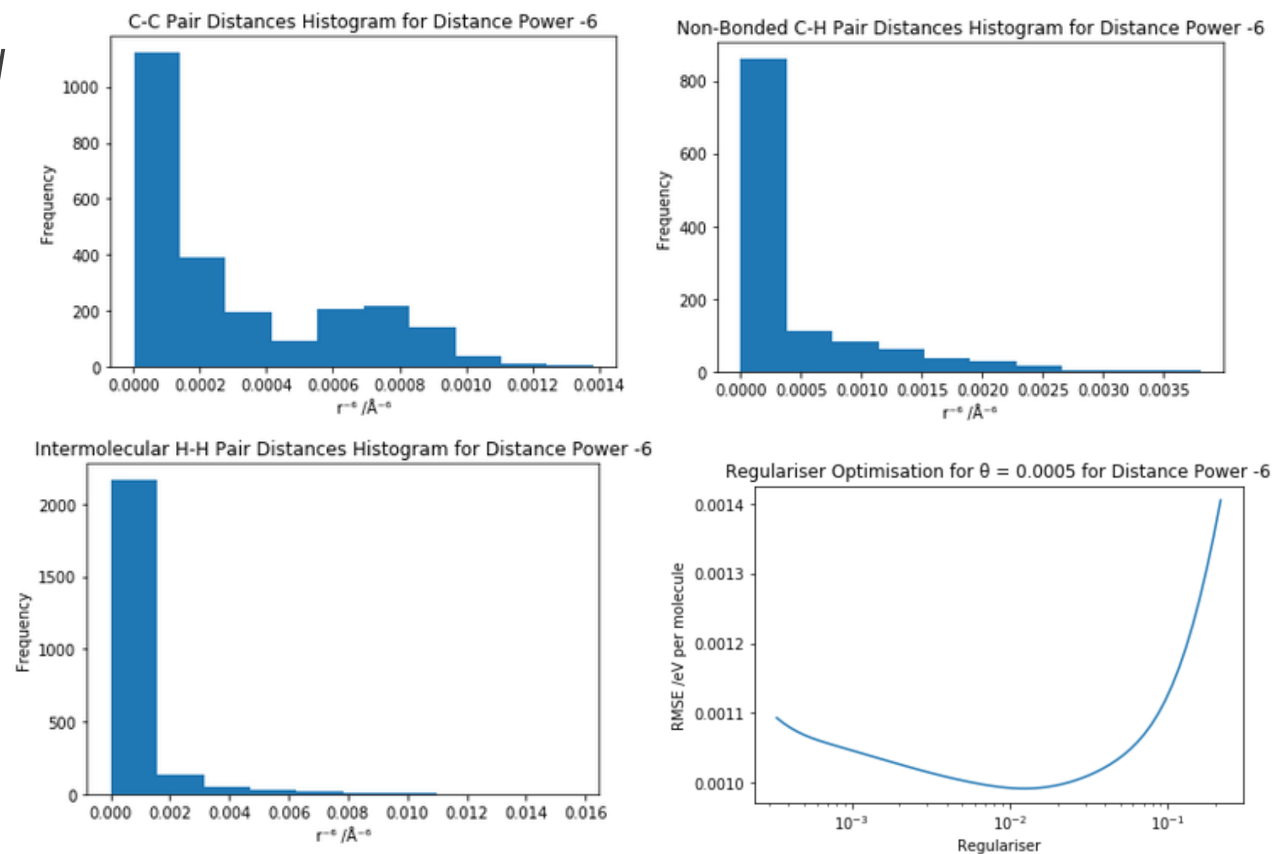 C-C Pair Distances Histogram for Distance Power -6
1000
800
600
400
200
0
Frequency
0.0000 0.0002 0.0004 0.0006 0.0008 0.0010 0.0012 0.0014
r⁻⁶ /Å⁻⁶
Non-Bonded C-H Pair Distances Histogram for Distance Power -6
800
600
400
200
0
Frequency
0.0000 0.0005 0.0010 0.0015 0.0020 0.0025 0.0030 0.0035
r⁻⁶ /Å⁻⁶
Intermolecular H-H Pair Distances Histogram for Distance Power -6
2000
1500
1000
500
0
Frequency
0.000 0.002 0.004 0.006 0.008 0.010 0.012 0.014 0.016
r⁻⁶ /Å⁻⁶
Regulariser Optimisation for θ = 0.0005 for Distance Power -6
0.0014
0.0013
0.0012
0.0011
0.0010
RMSE /eV per molecule
10⁻³ 10⁻² 10⁻¹
Regulariser